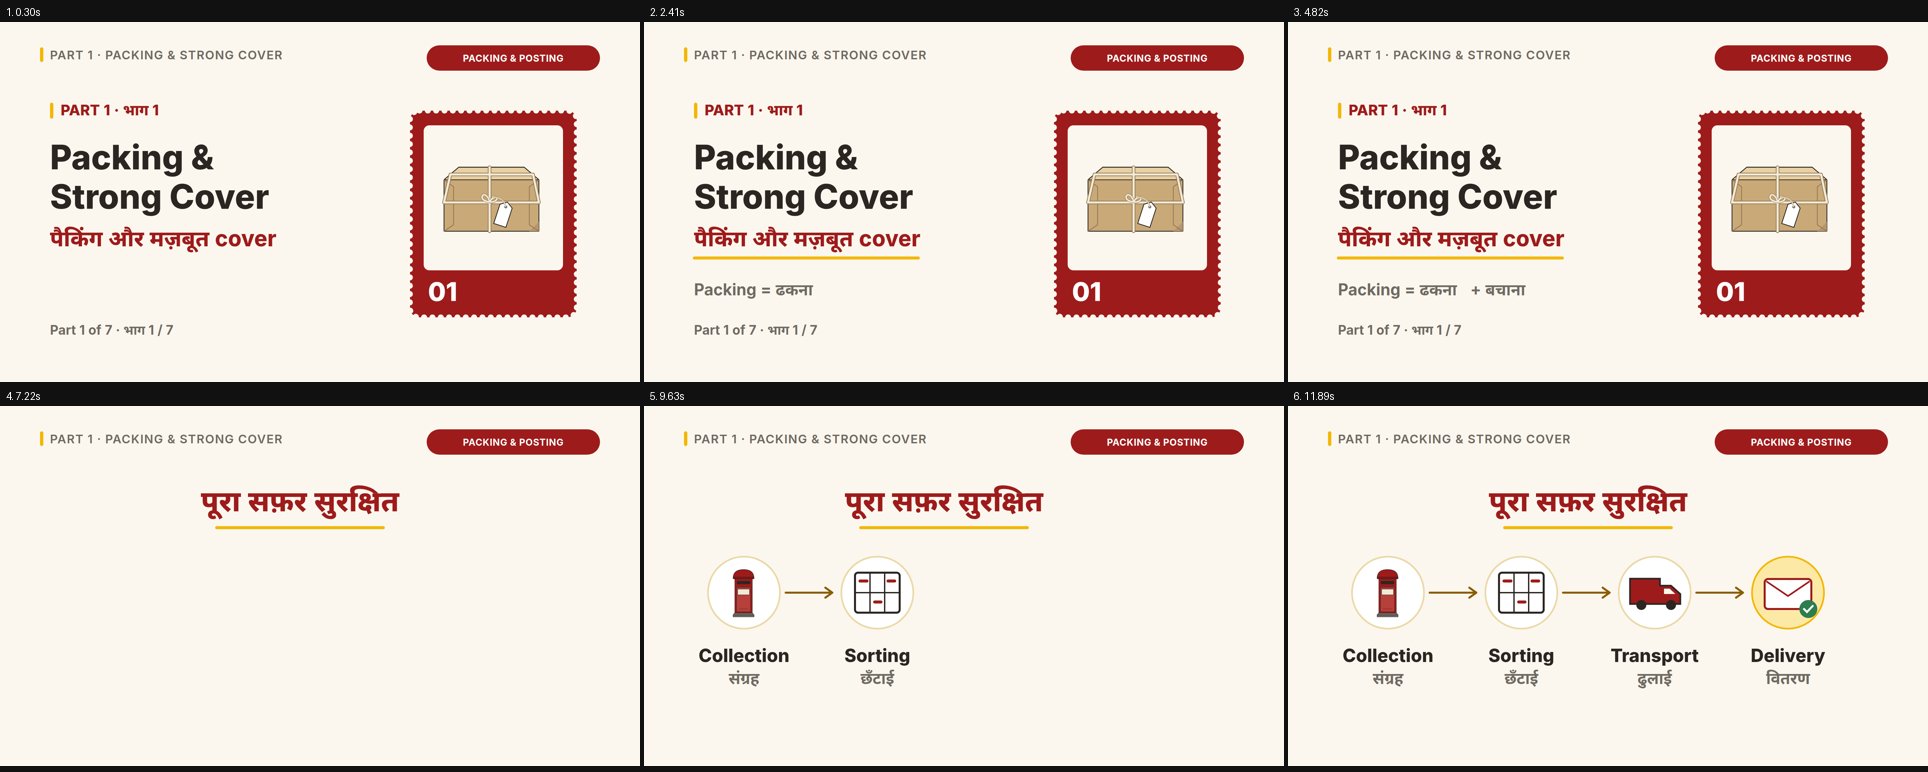 1. 0.30s
PART 1 · PACKING & STRONG COVER
PACKING & POSTING
PART 1 · भाग 1
Packing &
Strong Cover
पैकिंग और मज़बूत cover
Part 1 of 7 · भाग 1 / 7
01
2. 2.41s
PART 1 · PACKING & STRONG COVER
PACKING & POSTING
PART 1 · भाग 1
Packing &
Strong Cover
पैकिंग और मज़बूत cover
Packing = ढकना
Part 1 of 7 · भाग 1 / 7
01
3. 4.82s
PART 1 · PACKING & STRONG COVER
PACKING & POSTING
PART 1 · भाग 1
Packing &
Strong Cover
पैकिंग और मज़बूत cover
Packing = ढकना + बचाना
Part 1 of 7 · भाग 1 / 7
01
4. 7.22s
PART 1 · PACKING & STRONG COVER
PACKING & POSTING
पूरा सफ़र सुरक्षित
5. 9.63s
PART 1 · PACKING & STRONG COVER
PACKING & POSTING
पूरा सफ़र सुरक्षित
Collection Sorting
संग्रह छँटाई
6. 11.89s
PART 1 · PACKING & STRONG COVER
PACKING & POSTING
पूरा सफ़र सुरक्षित
Collection Sorting Transport Delivery
संग्रह छँटाई ढुलाई वितरण